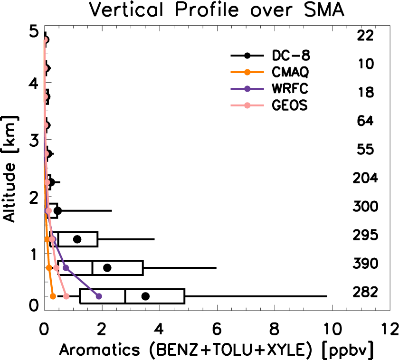 Vertical Profile over SMA
5
4
3
2
1
0
Altitude [km]
DC-8
CMAQ
WRFC
GEOS
22
10
18
64
55
204
300
295
390
282
0 2 4 6 8 10 12
Aromatics (BENZ+TOLU+XYLE) [ppbv]